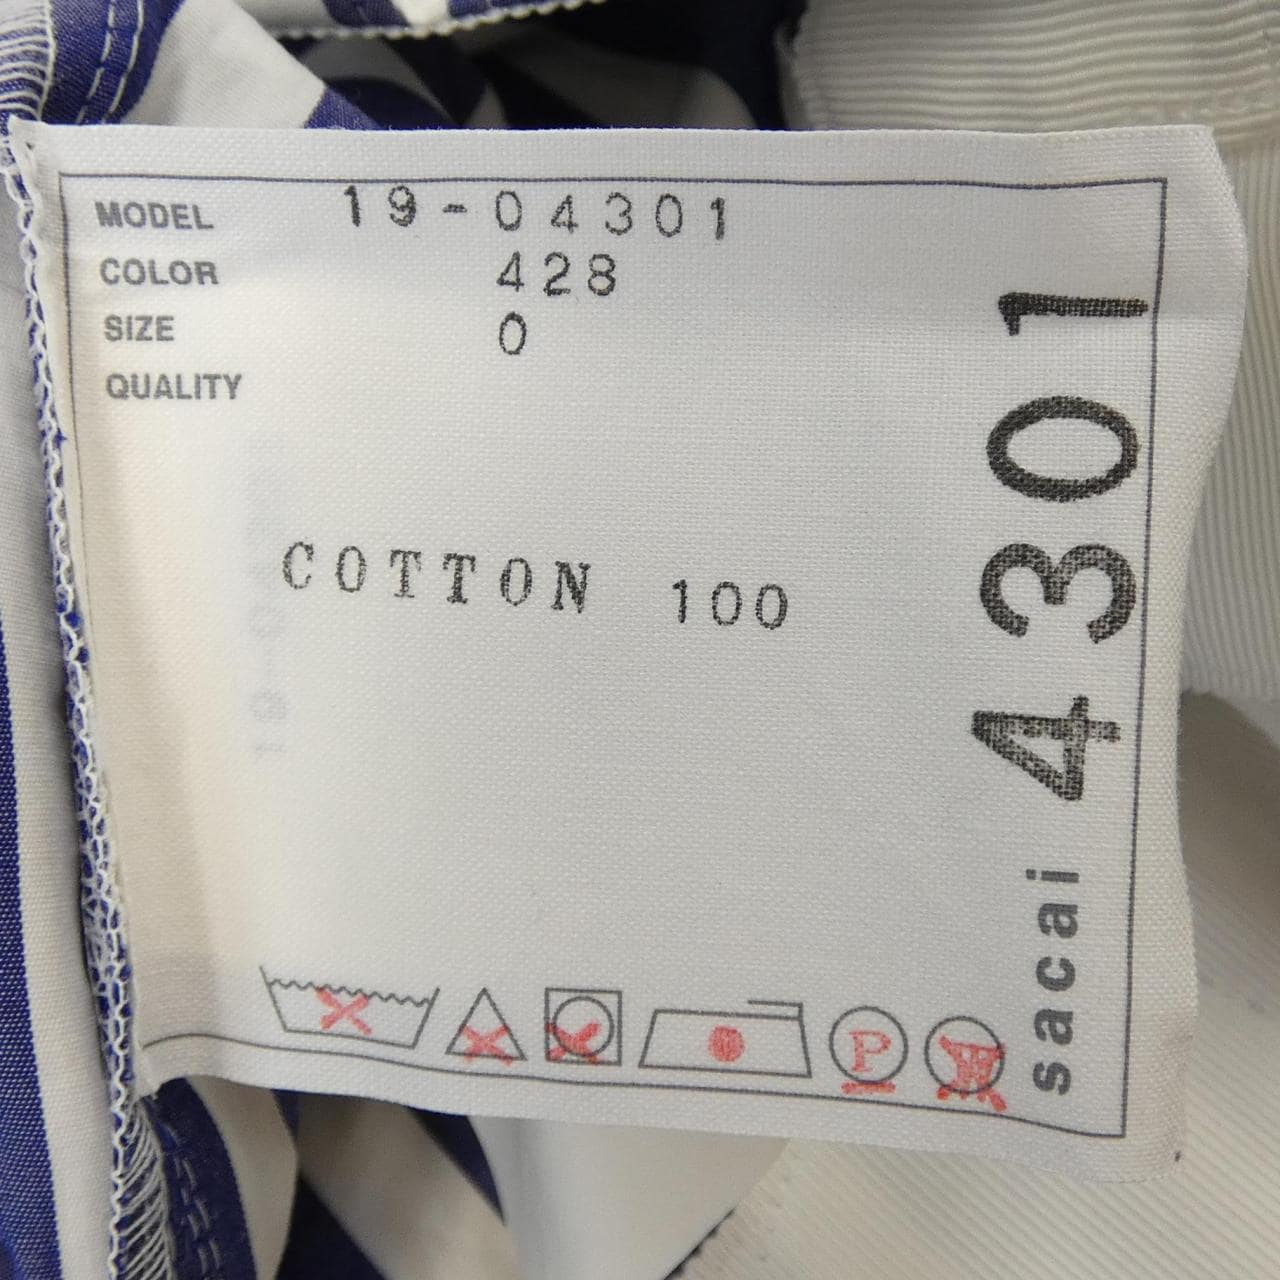 MODEL 19-04301
COLOR 428
SIZE 0
QUALITY
COTTON 100
P
W
sacai 4301